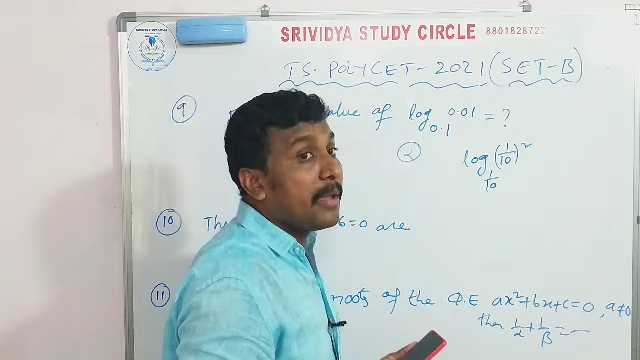 SRIVIDYA STUDY CIRCLE 8801828727
TS. POLYCET - 2021 (SET-B)
9 value of log 0.1 0.01 = ?
2 log 1/10 (1/10)²
10 Th =0 are
11 roots of the Q.E ax²+bx+c=0, a≠0
then 1/α + 1/β = —